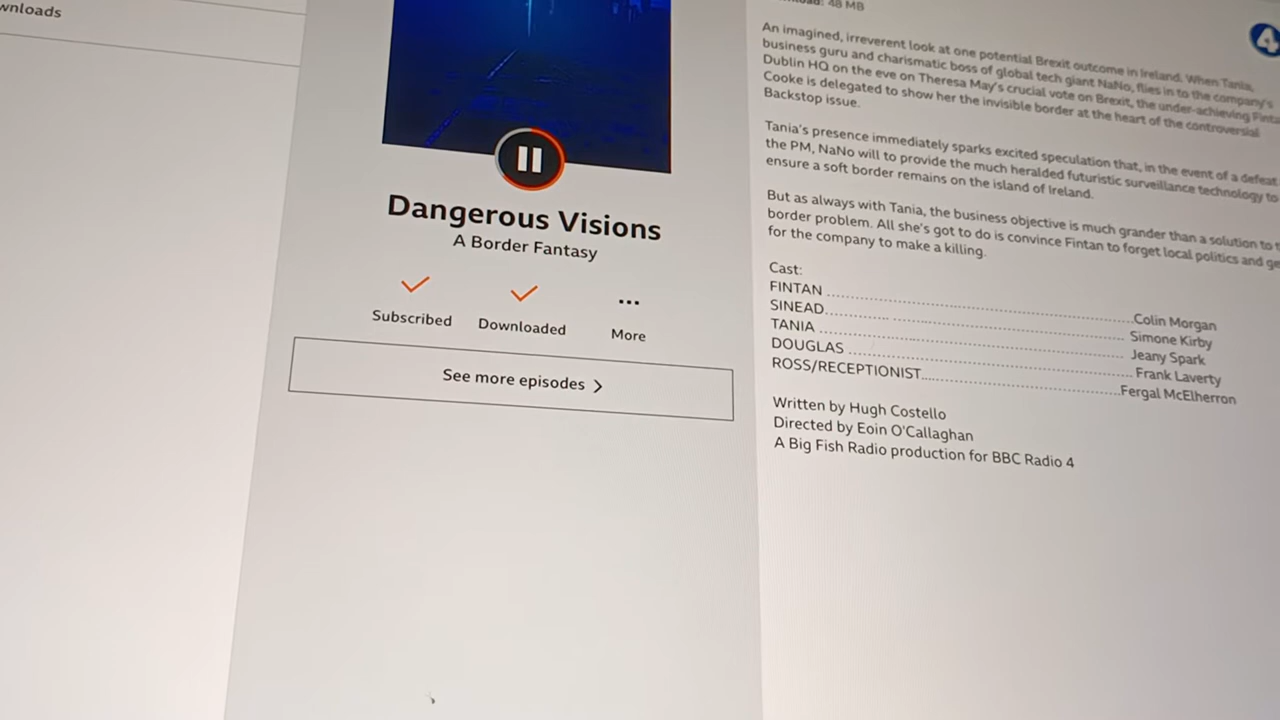 wnloads
Dangerous Visions
A Border Fantasy
Subscribed
Downloaded
More
See more episodes
48 MB
4
An imagined, irreverent look at one potential Brexit outcome in Ireland. When Tania,
business guru and charismatic boss of global tech giant NaNo, flies in to the company's
Dublin HQ on the eve on Theresa May's crucial vote on Brexit, the under-achieving Finta
Cooke is delegated to show her the invisible border at the heart of the controversial
Backstop issue.
Tania's presence immediately sparks excited speculation that, in the event of a defeat
the PM, NaNo will to provide the much heralded futuristic surveillance technology to
ensure a soft border remains on the island of Ireland.
But as always with Tania, the business objective is much grander than a solution to
border problem. All she's got to do is convince Fintan to forget local politics and ge
for the company to make a killing.
Cast:
FINTAN ........................................Colin Morgan
SINEAD............. ........................................ Simone Kirby
TANIA ........................................ Jeany Spark
DOUGLAS ........................................ Frank Laverty
ROSS/RECEPTIONIST........................................Fergal McElherron
Written by Hugh Costello
Directed by Eoin O'Callaghan
A Big Fish Radio production for BBC Radio 4